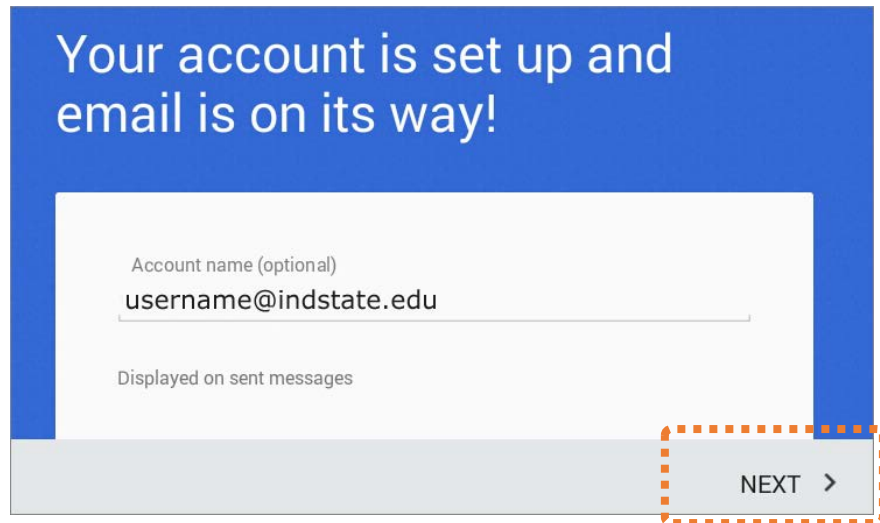 Your account is set up and
email is on its way!
Account name (optional)
username@indstate.edu
Displayed on sent messages
NEXT >